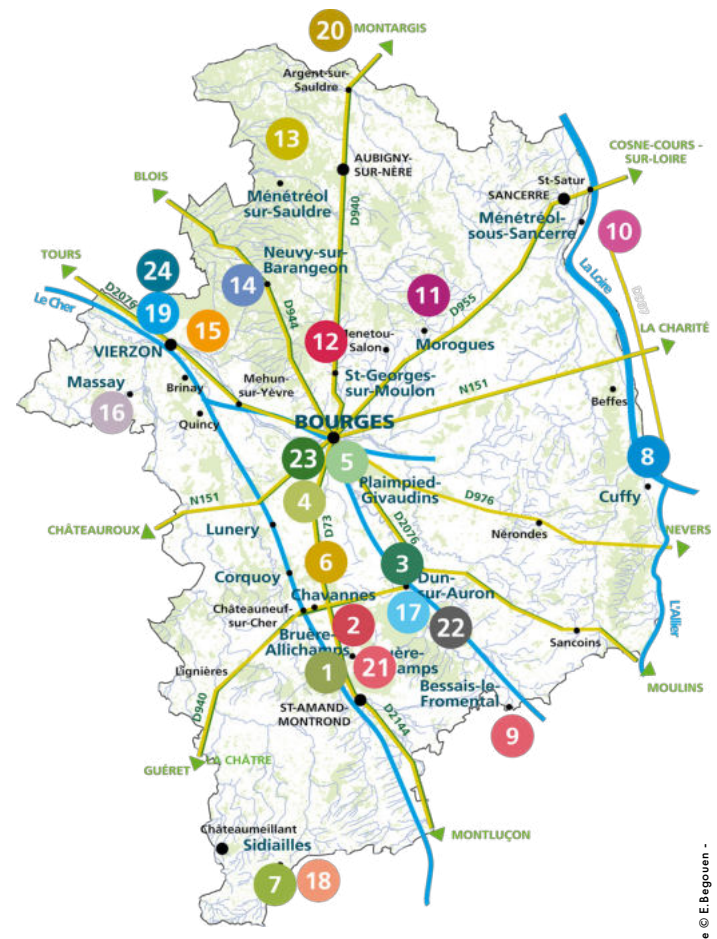 20
MONTARGIS
Argent-sur-
Sauldre
13
AUBIGNY-
SUR-NÈRE
COSNE-COURS -
SUR-LOIRE
St-Satur
SANCERRE
BLOIS
Ménétréol
sur-Sauldre
D940
Ménétréol-
sous-Sancerre
10
Neuvy-sur-
Barangeon
TOURS
24
D2076
14
La Loire
11
Le Cher
19
D944
D955
15
12
LA CHARITÉ
VIERZON
Salon
Morogues
Massay
Brinay
Mehun-
sur-Yèvre
St-Georges-
sur-Moulon
N151
Beffes
16
Quincy
BOURGES
23
5
8
Plaimpied-
Givaudins
Cuffy
4
N151
D976
CHÂTEAUROUX
Lunery
D73
D2076
Nérondes
NEVERS
6
3
Corquoy
Dun-
sur-Auron
Chavannes
Châteauneuf-
sur-Cher
17
L'Allier
2
22
Bruère-
Allichamps
Sancoins
21
Lignières
1
Bessais-le-
Fromental
MOULINS
D940
ST-AMAND-
MONTROND
D2144
9
LA CHÂTRE
GUÉRET
Châteaumeillant
MONTLUÇON
Sidiailles
7
18
e © E.Begouen -